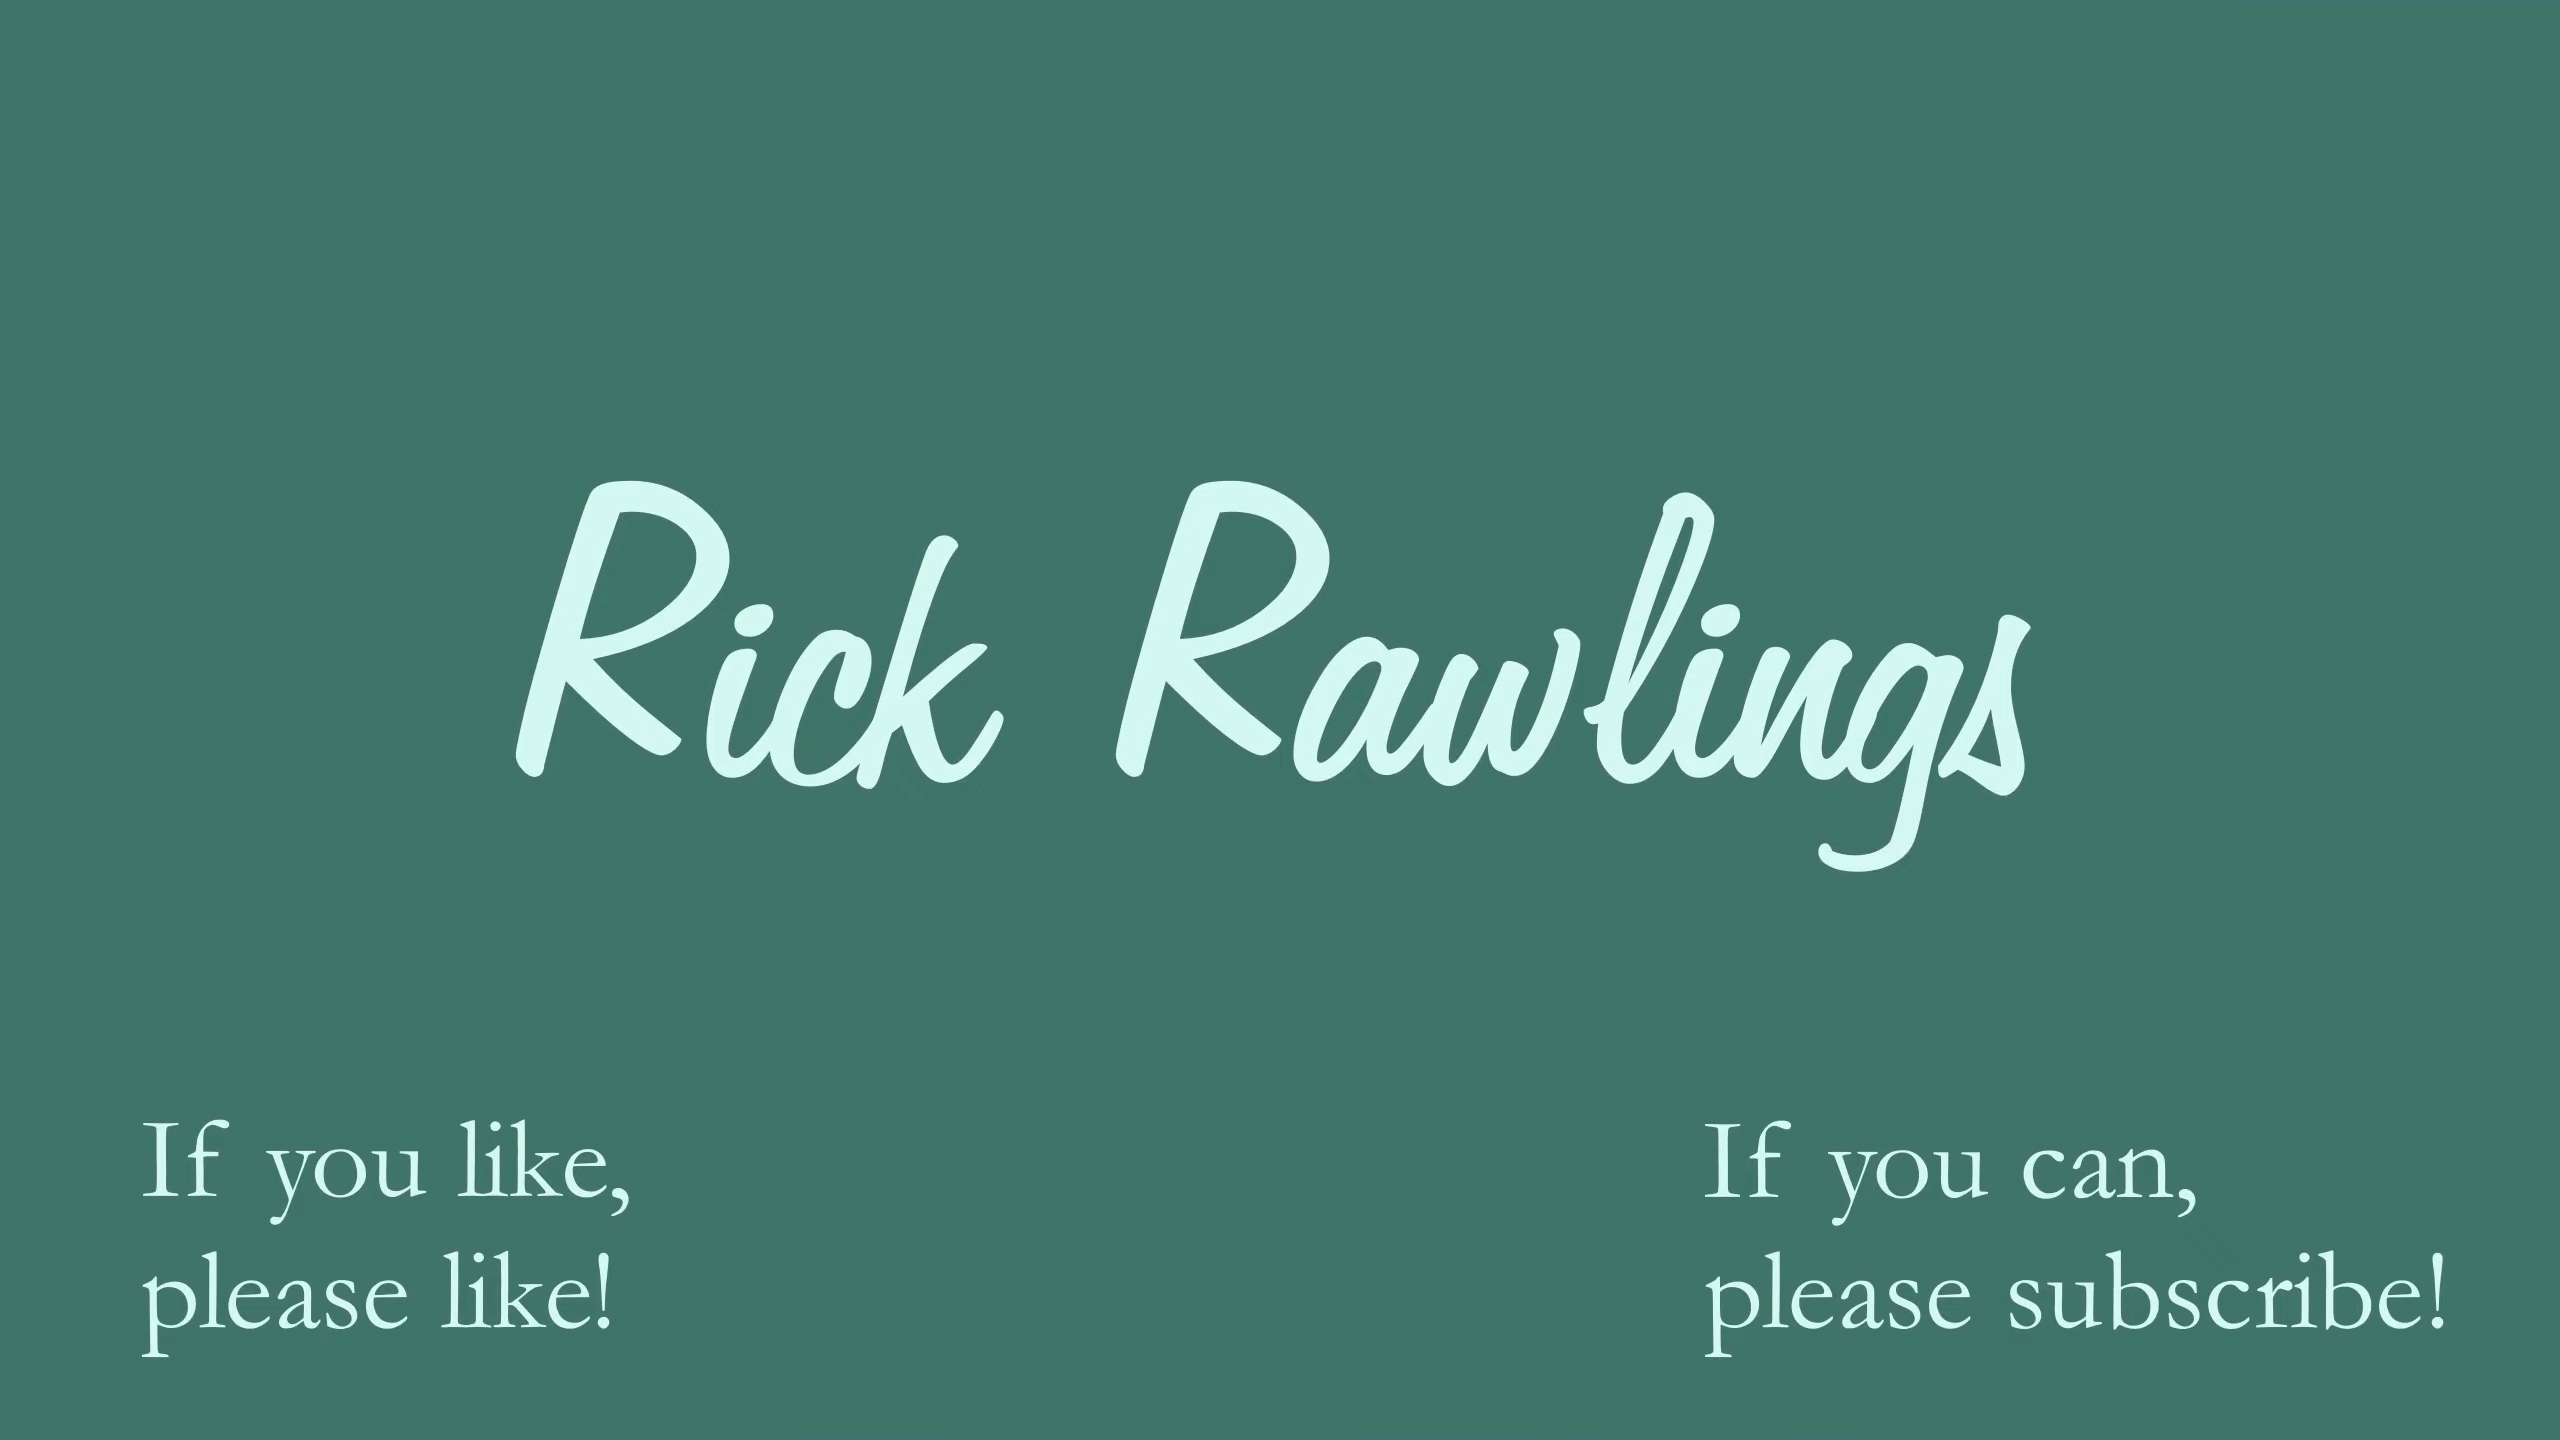 Rick Rawlings
If you like,
please like!
If you can,
please subscribe!